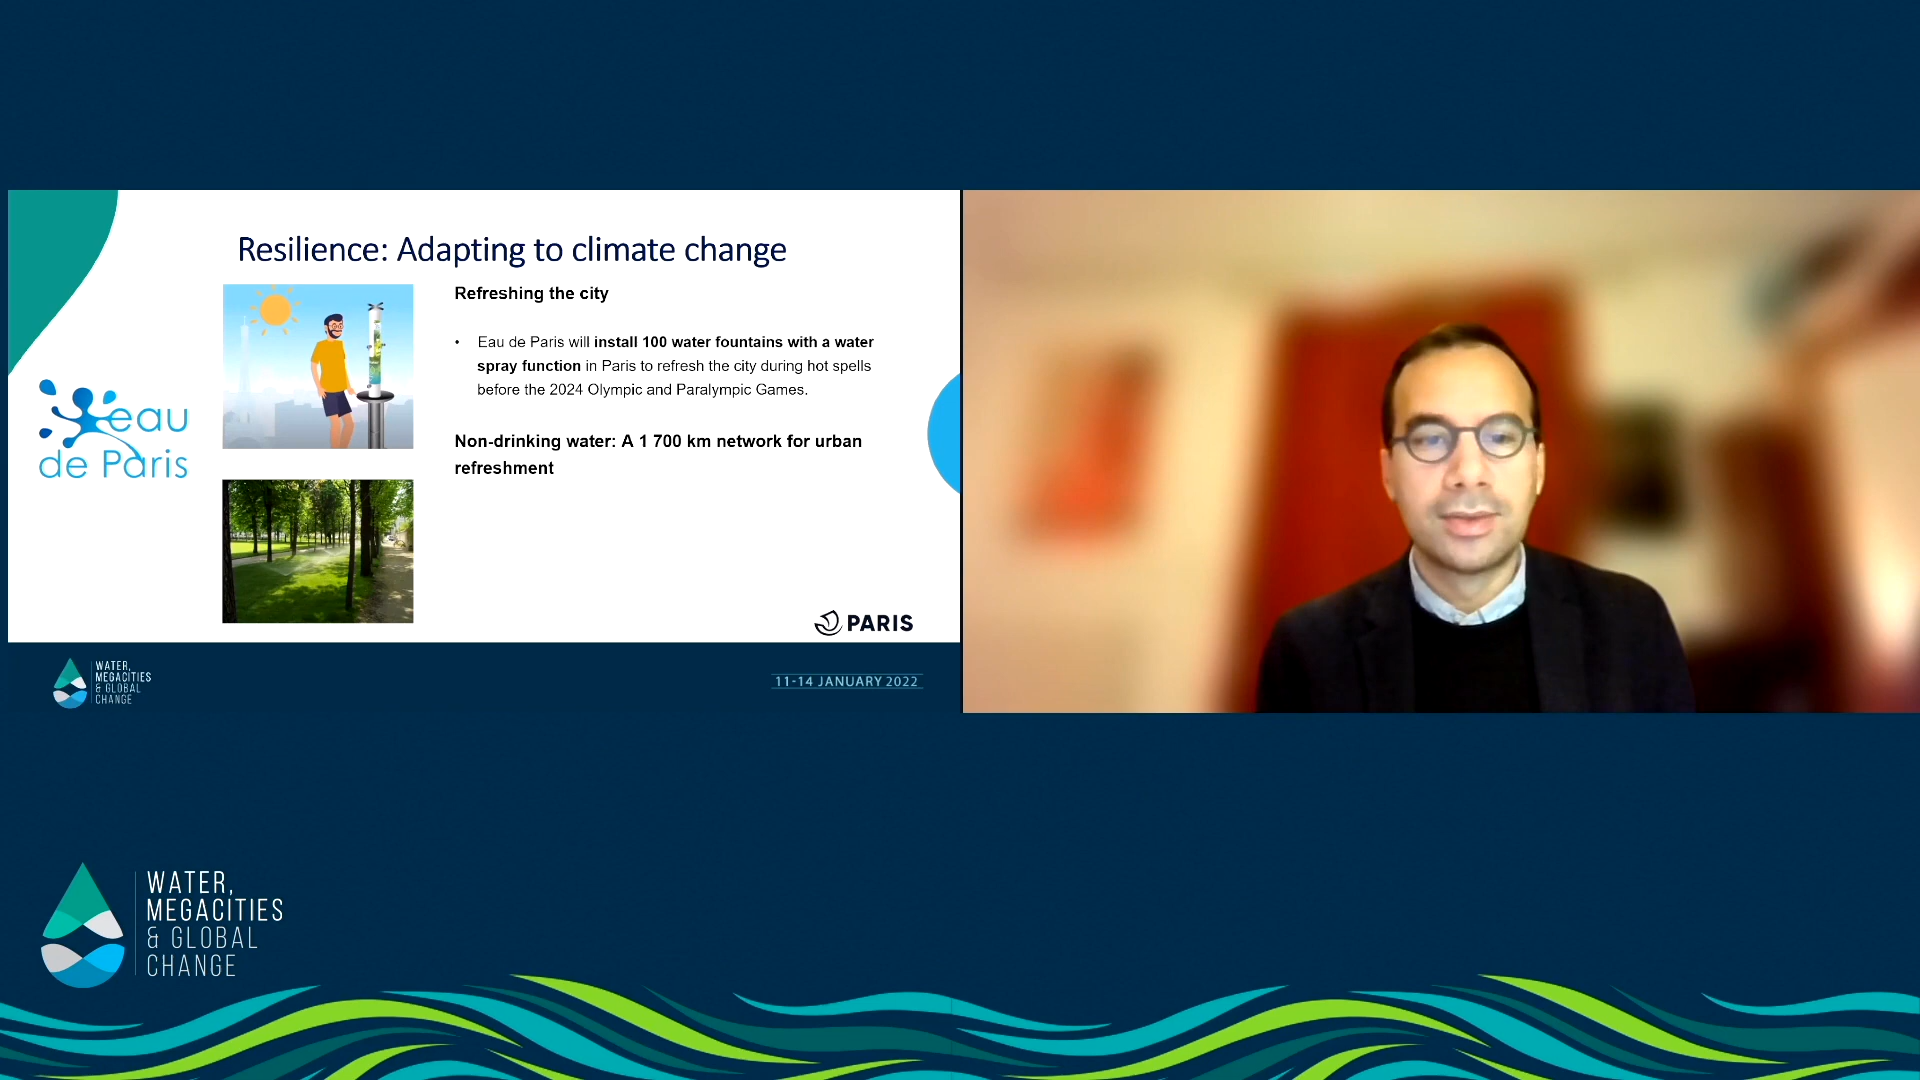 Resilience: Adapting to climate change
Refreshing the city
• Eau de Paris will install 100 water fountains with a water
spray function in Paris to refresh the city during hot spells
before the 2024 Olympic and Paralympic Games.
Non-drinking water: A 1 700 km network for urban
refreshment
eau
de Paris
PARIS
WATER,
MEGACITIES
& GLOBAL
CHANGE
11-14 JANUARY 2022
WATER,
MEGACITIES
& GLOBAL
CHANGE